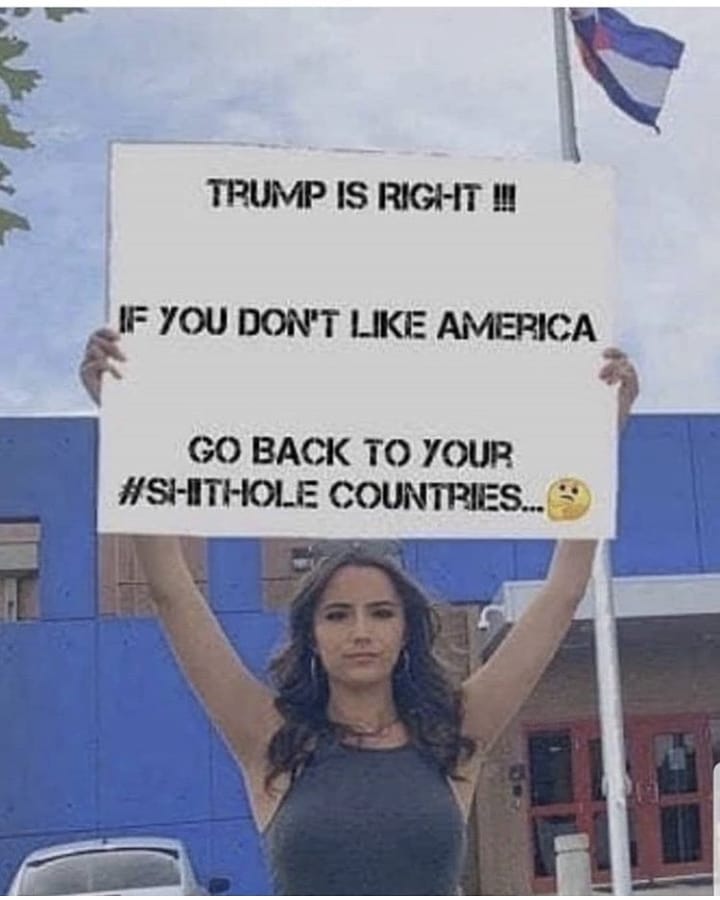 TRUMP IS RIGHT !!!
IF YOU DON'T LIKE AMERICA
GO BACK TO YOUR
#SHITHOLE COUNTRIES...🤔